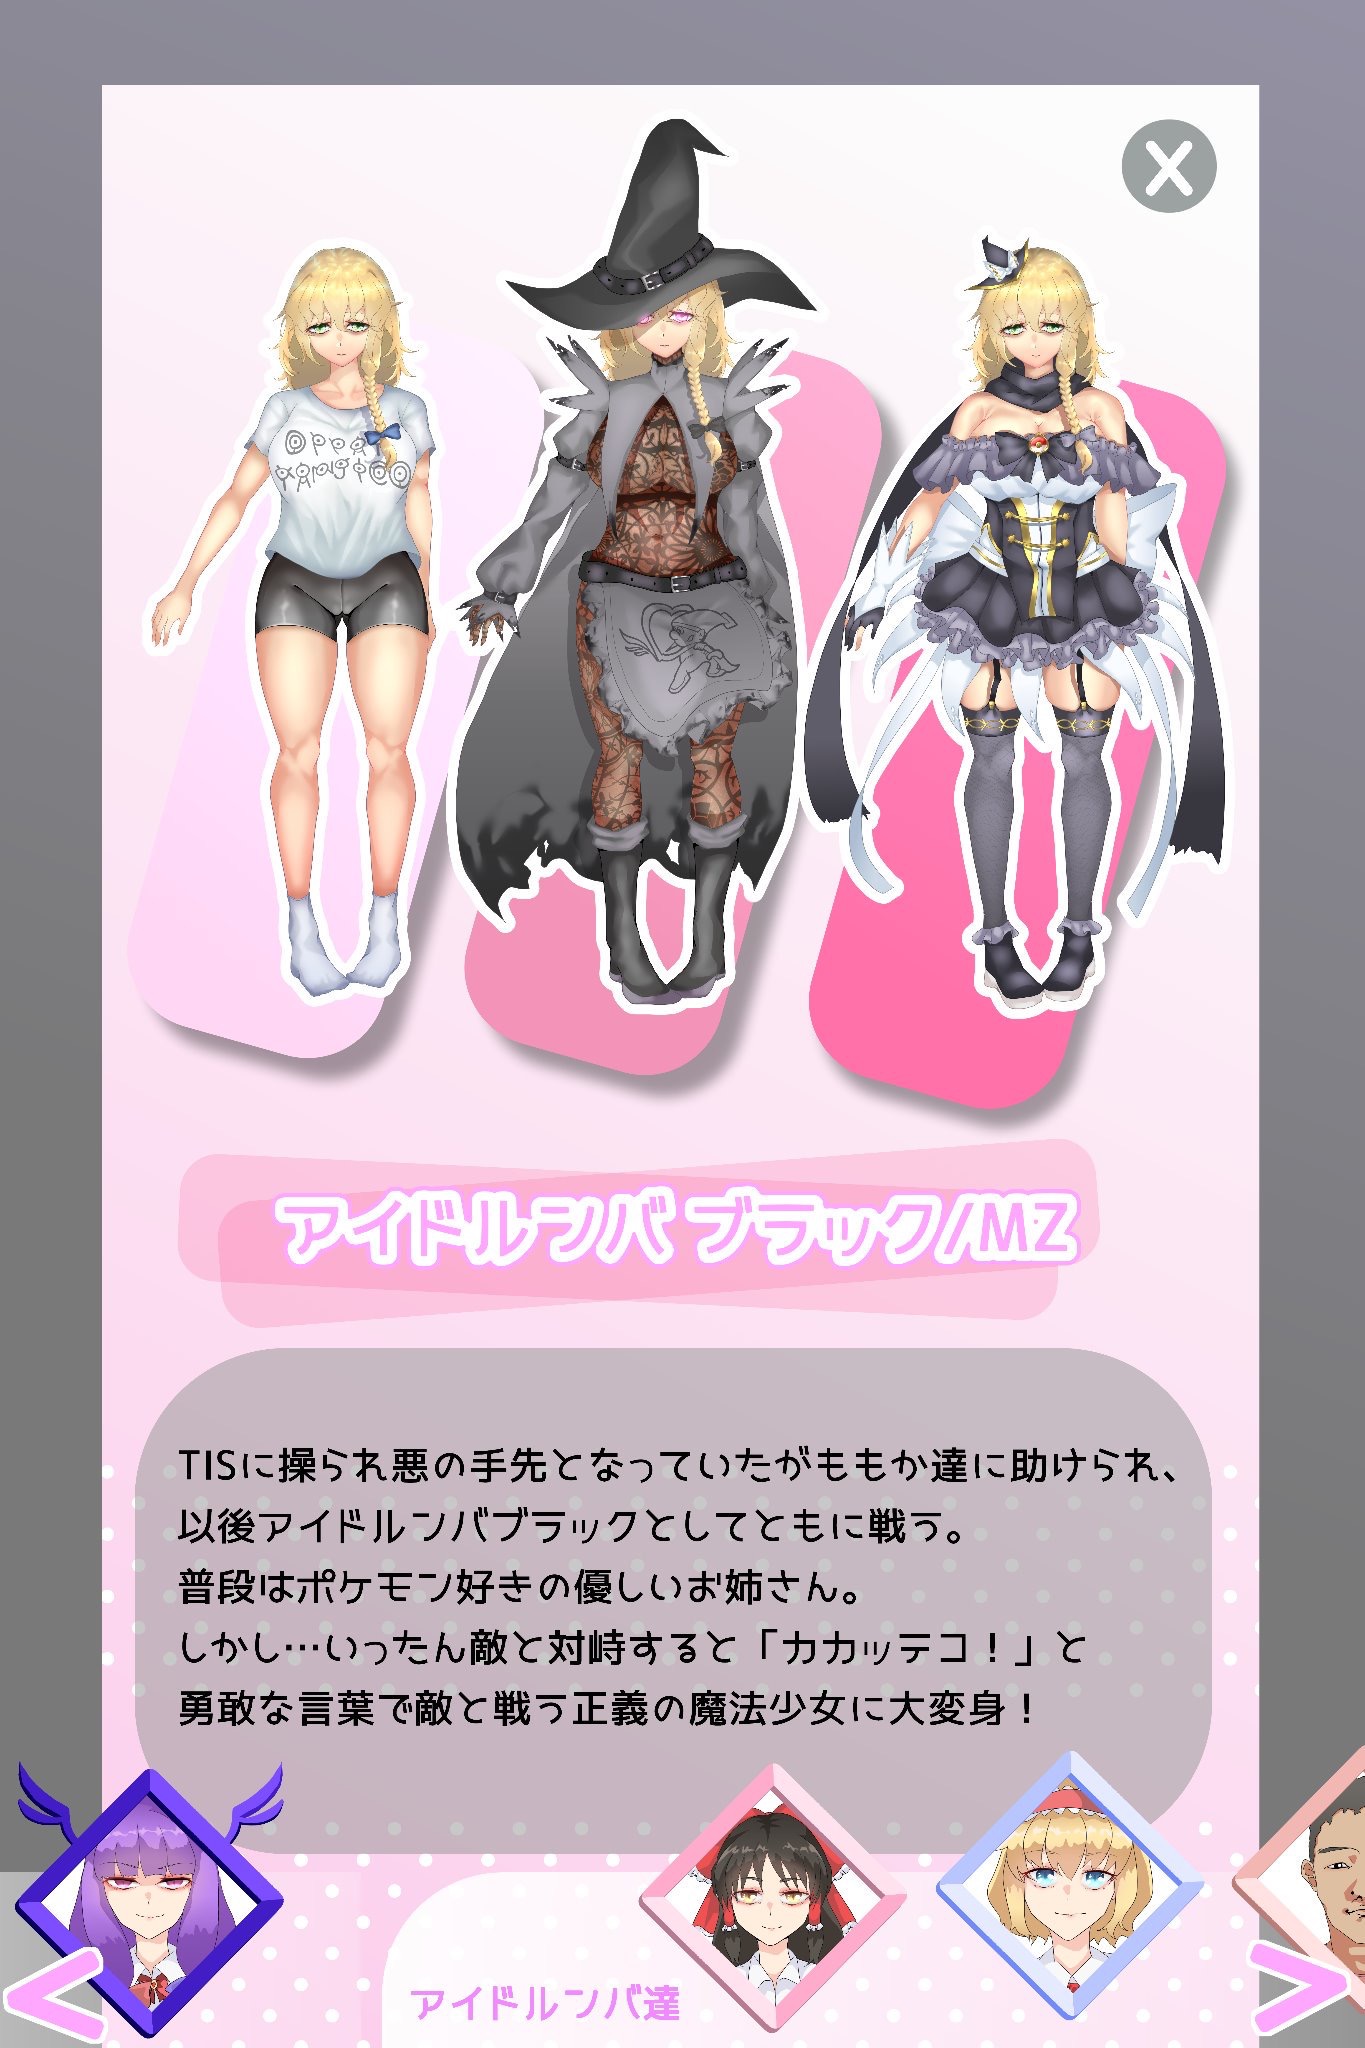 X
アイドルンバ ブラック/MZ
TISに操られ悪の手先となっていたがももか達に助けられ、
以後アイドルンバブラックとしてともに戦う。
普段はポケモン好きの優しいお姉さん。
しかし…いったん敵と対峙すると「カカッテコ!」と
勇敢な言葉で敵と戦う正義の魔法少女に大変身!
アイドルンバ達